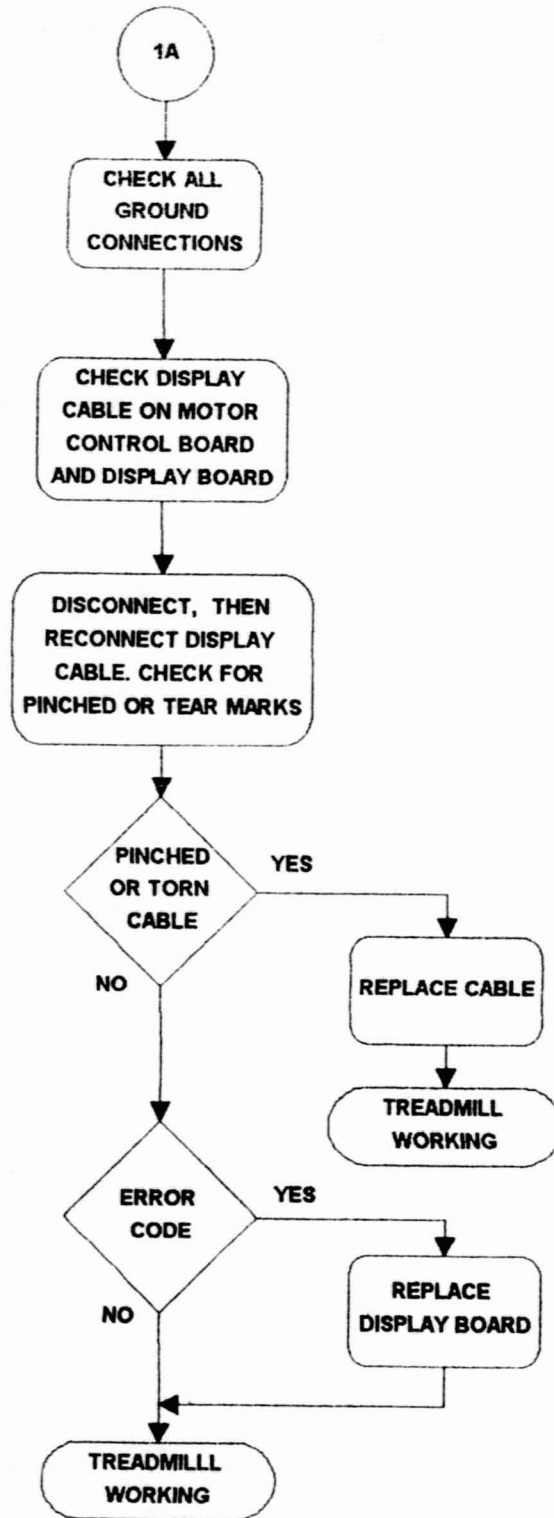 1A
CHECK ALL
GROUND
CONNECTIONS
CHECK DISPLAY
CABLE ON MOTOR
CONTROL BOARD
AND DISPLAY BOARD
DISCONNECT, THEN
RECONNECT DISPLAY
CABLE. CHECK FOR
PINCHED OR TEAR MARKS
PINCHED
OR TORN
CABLE
YES
NO
REPLACE CABLE
TREADMILL
WORKING
ERROR
CODE
YES
NO
REPLACE
DISPLAY BOARD
TREADMILLL
WORKING